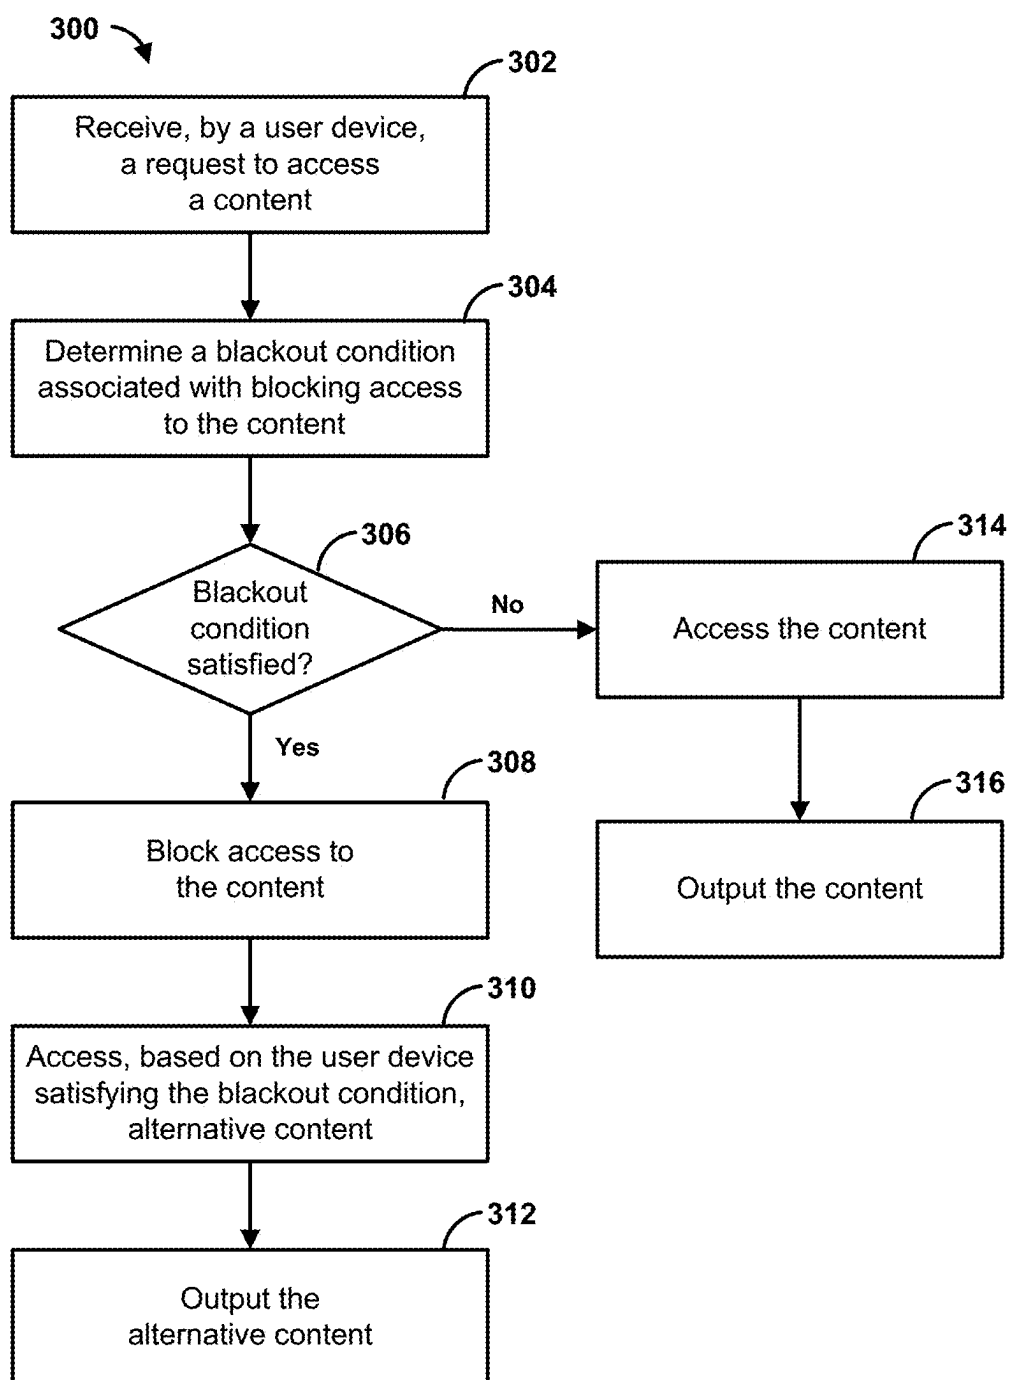 300
302
Receive, by a user device,
a request to access
a content
304
Determine a blackout condition
associated with blocking access
to the content
306
Blackout
condition
satisfied?
No
314
Access the content
Yes
308
Block access to
the content
316
Output the content
310
Access, based on the user device
satisfying the blackout condition,
alternative content
312
Output the
alternative content